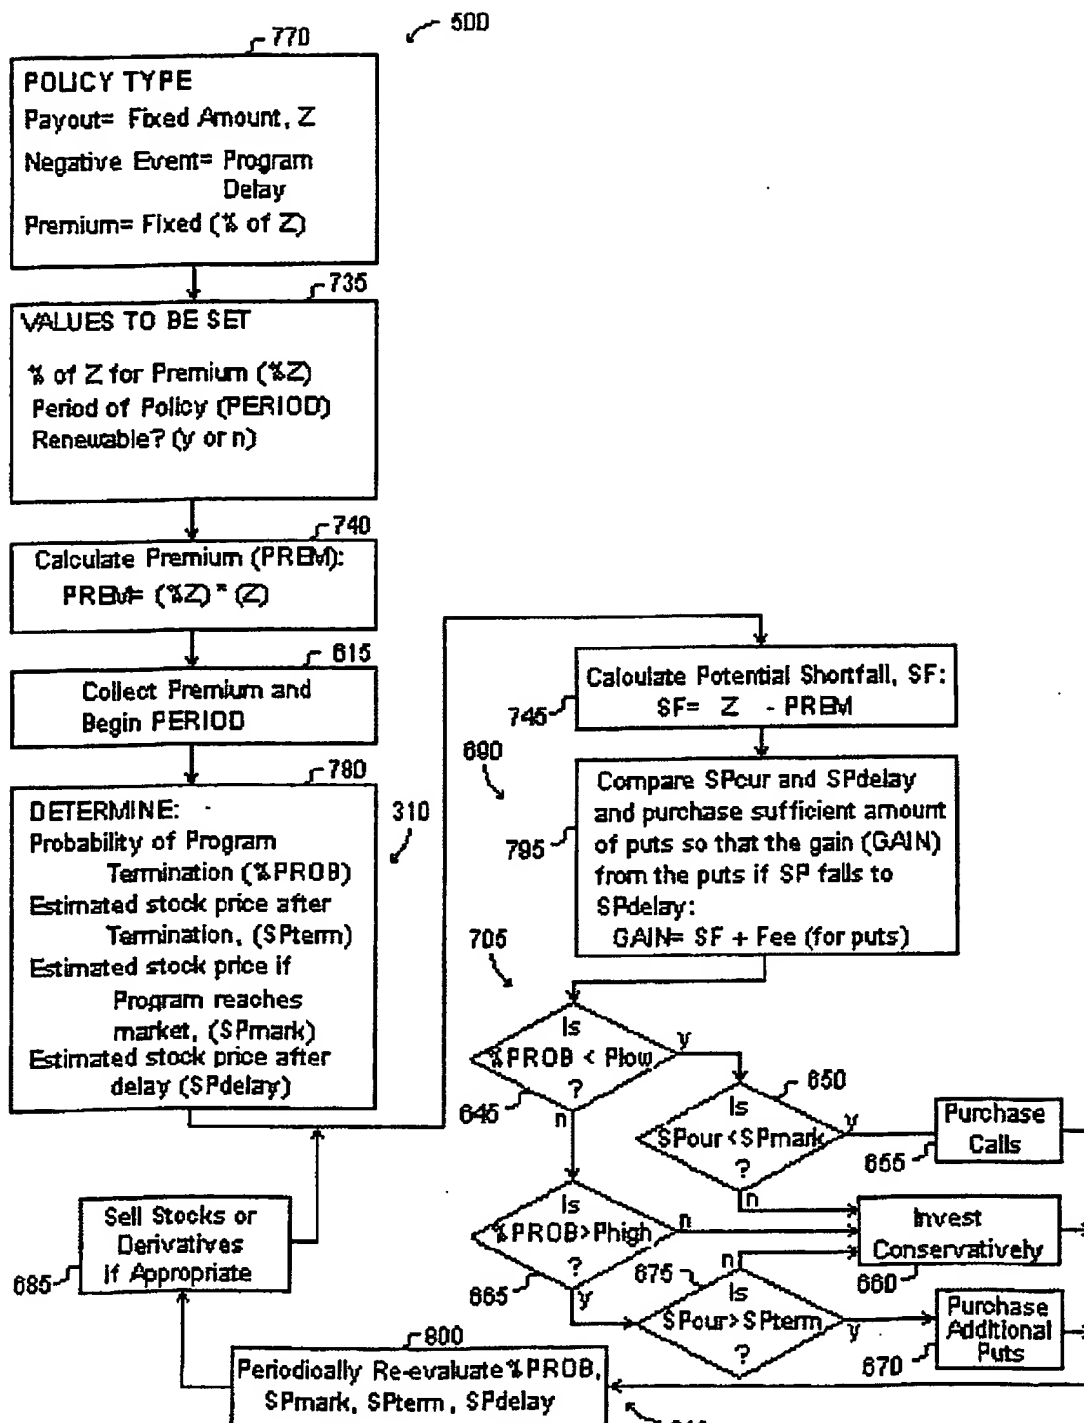 500
770
POLICY TYPE
Payout= Fixed Amount, Z
Negative Event= Program
Delay
Premium= Fixed (% of Z)
735
VALUES TO BE SET
% of Z for Premium (%Z)
Period of Policy (PERIOD)
Renewable? (y or n)
740
Calculate Premium (PREM):
PREM= (%Z) * (Z)
615
Collect Premium and
Begin PERIOD
780
DETERMINE:
Probability of Program
Termination (%PROB)
Estimated stock price after
Termination, (SPterm)
Estimated stock price if
Program reaches
market, (SPmark)
Estimated stock price after
delay (SPdelay)
310
Calculate Potential Shortfall, SF:
SF= Z - PREM
745
690
Compare SPcur and SPdelay
and purchase sufficient amount
of puts so that the gain (GAIN)
from the puts if SP falls to
SPdelay:
GAIN= SF + Fee (for puts)
795
705
Is
%PROB < Plow
?
y
n
645
650
Is
SPcur < SPmark
?
y
n
Purchase
Calls
655
Is
%PROB>Phigh
?
n
y
665
Invest
Conservatively
660
675
n
Is
SPcur>SPterm
?
y
Purchase
Additional
Puts
670
Sell Stocks or
Derivatives
if Appropriate
685
800
Periodically Re-evaluate %PROB,
SPmark, SPterm, SPdelay